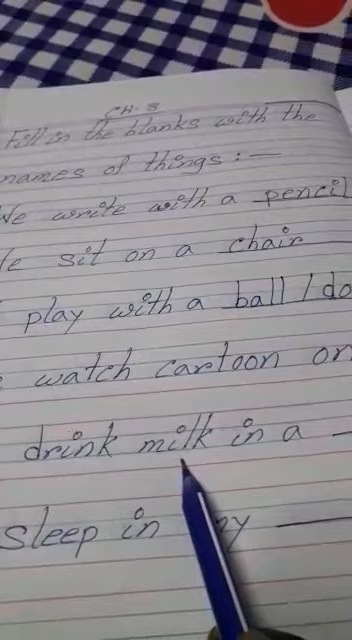 CH-3
Fill in the blanks with the
names of things:-
We write with a pencil
sit on a chair
play with a ball/do
watch cartoon on
drink milk in a
sleep in my